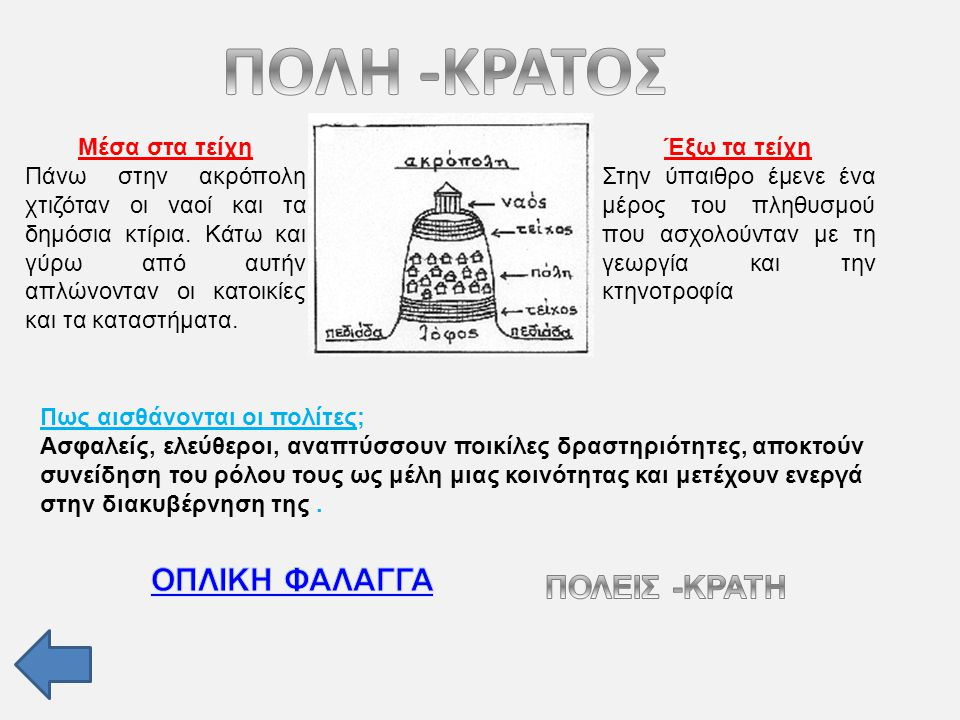 ΠΟΛΗ -ΚΡΑΤΟΣ
Μέσα στα τείχη
Πάνω στην ακρόπολη
χτιζόταν οι ναοί και τα
δημόσια κτίρια. Κάτω και
γύρω από αυτήν
απλώνονταν οι κατοικίες
και τα καταστήματα.
ακρόπολη
ναός
τείχος
πόλη
τείχος
πεδιάδα λόφος πεδιάδα
Έξω τα τείχη
Στην ύπαιθρο έμενε ένα
μέρος του πληθυσμού
που ασχολούνταν με τη
γεωργία και την
κτηνοτροφία
Πως αισθάνονται οι πολίτες;
Ασφαλείς, ελεύθεροι, αναπτύσσουν ποικίλες δραστηριότητες, αποκτούν
συνείδηση του ρόλου τους ως μέλη μιας κοινότητας και μετέχουν ενεργά
στην διακυβέρνηση της .
ΟΠΛΙΚΗ ΦΑΛΑΓΓΑ
ΠΟΛΕΙΣ -ΚΡΑΤΗ